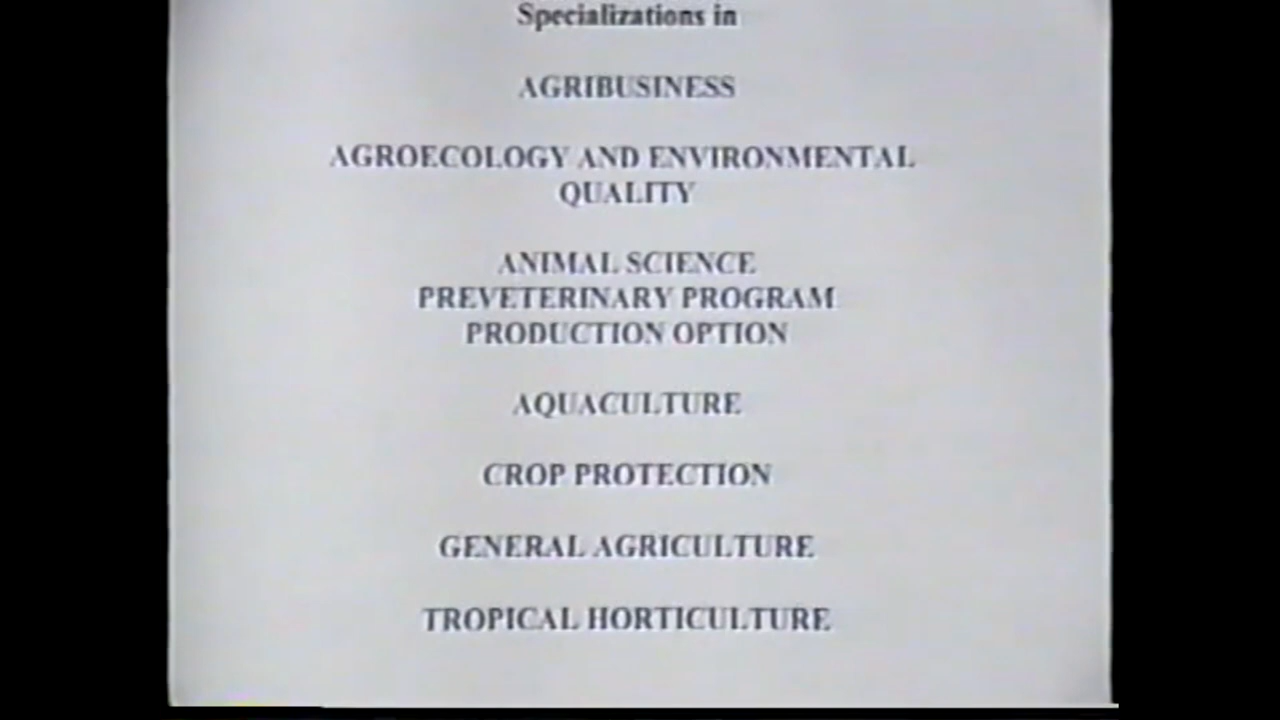 Specializations in
AGRIBUSINESS
AGROECOLOGY AND ENVIRONMENTAL
QUALITY
ANIMAL SCIENCE
PREVETERINARY PROGRAM
PRODUCTION OPTION
AQUACULTURE
CROP PROTECTION
GENERAL AGRICULTURE
TROPICAL HORTICULTURE